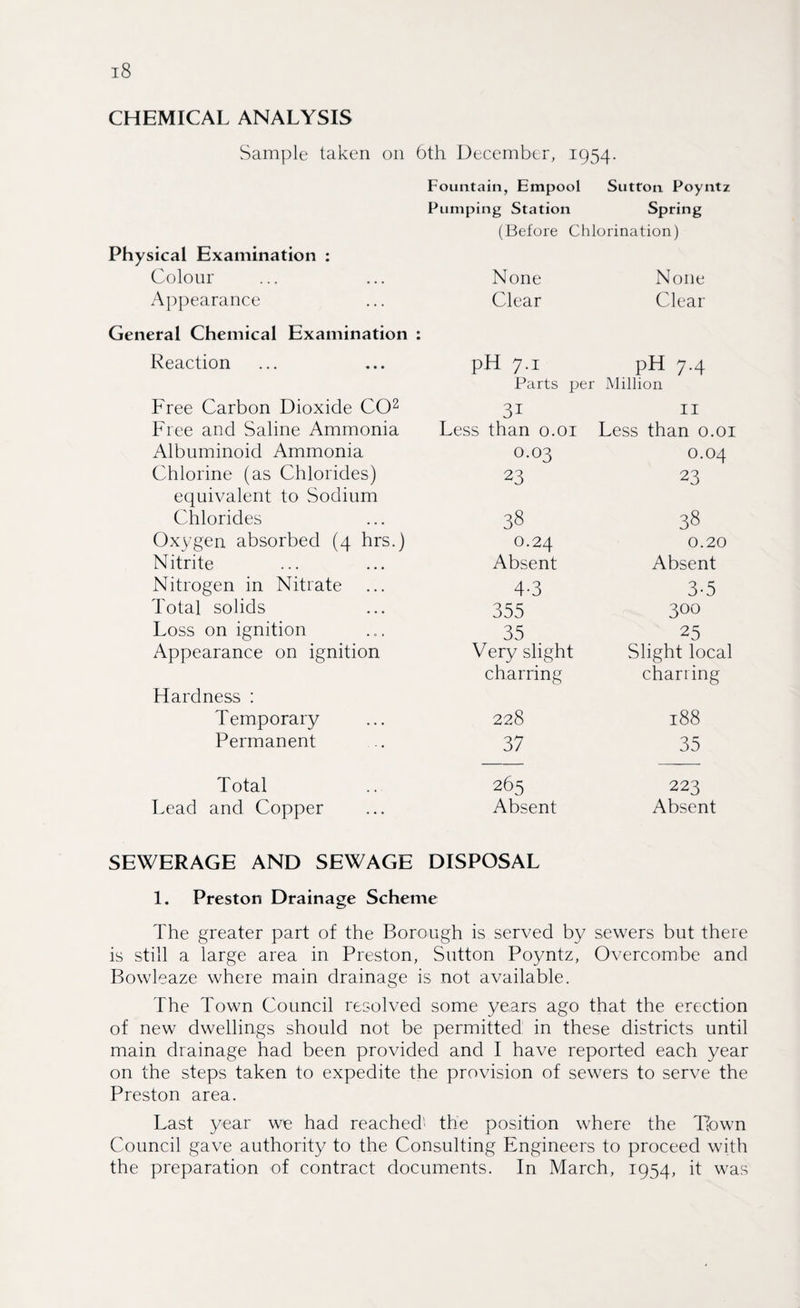 18
CHEMICAL ANALYSIS
Sample taken on 6th December, 1954.
Fountain, Empool Sutton Poyntz
Pumping Station Spring
(Before Chlorination)
Physical Examination :
Colour ... ... None None
Appearance ... Clear Clear
General Chemical Examination :
Reaction ... ... pH 7.1 pH 7.4
Parts per Million
Free Carbon Dioxide CO² 31 11
Free and Saline Ammonia Less than 0.01 Less than 0.01
Albuminoid Ammonia 0.03 0.04
Chlorine (as Chlorides) 23 23
equivalent to Sodium
Chlorides ... 38 38
Oxygen absorbed (4 hrs.) 0.24 0.20
Nitrite ... ... Absent Absent
Nitrogen in Nitrate ... 4.3 3.5
Total solids ... 355 300
Loss on ignition ... 35 25
Appearance on ignition Very slight Slight local
charring charring
Hardness :
Temporary ... 228 188
Permanent .. 37 35
Total .. 265 223
Lead and Copper ... Absent Absent
SEWERAGE AND SEWAGE DISPOSAL
1. Preston Drainage Scheme
The greater part of the Borough is served by sewers but there
is still a large area in Preston, Sutton Poyntz, Overcombe and
Bowleaze where main drainage is not available.
The Town Council resolved some years ago that the erection
of new dwellings should not be permitted in these districts until
main drainage had been provided and I have reported each year
on the steps taken to expedite the provision of sewers to serve the
Preston area.
Last year we had reached the position where the Town
Council gave authority to the Consulting Engineers to proceed with
the preparation of contract documents. In March, 1954, it was